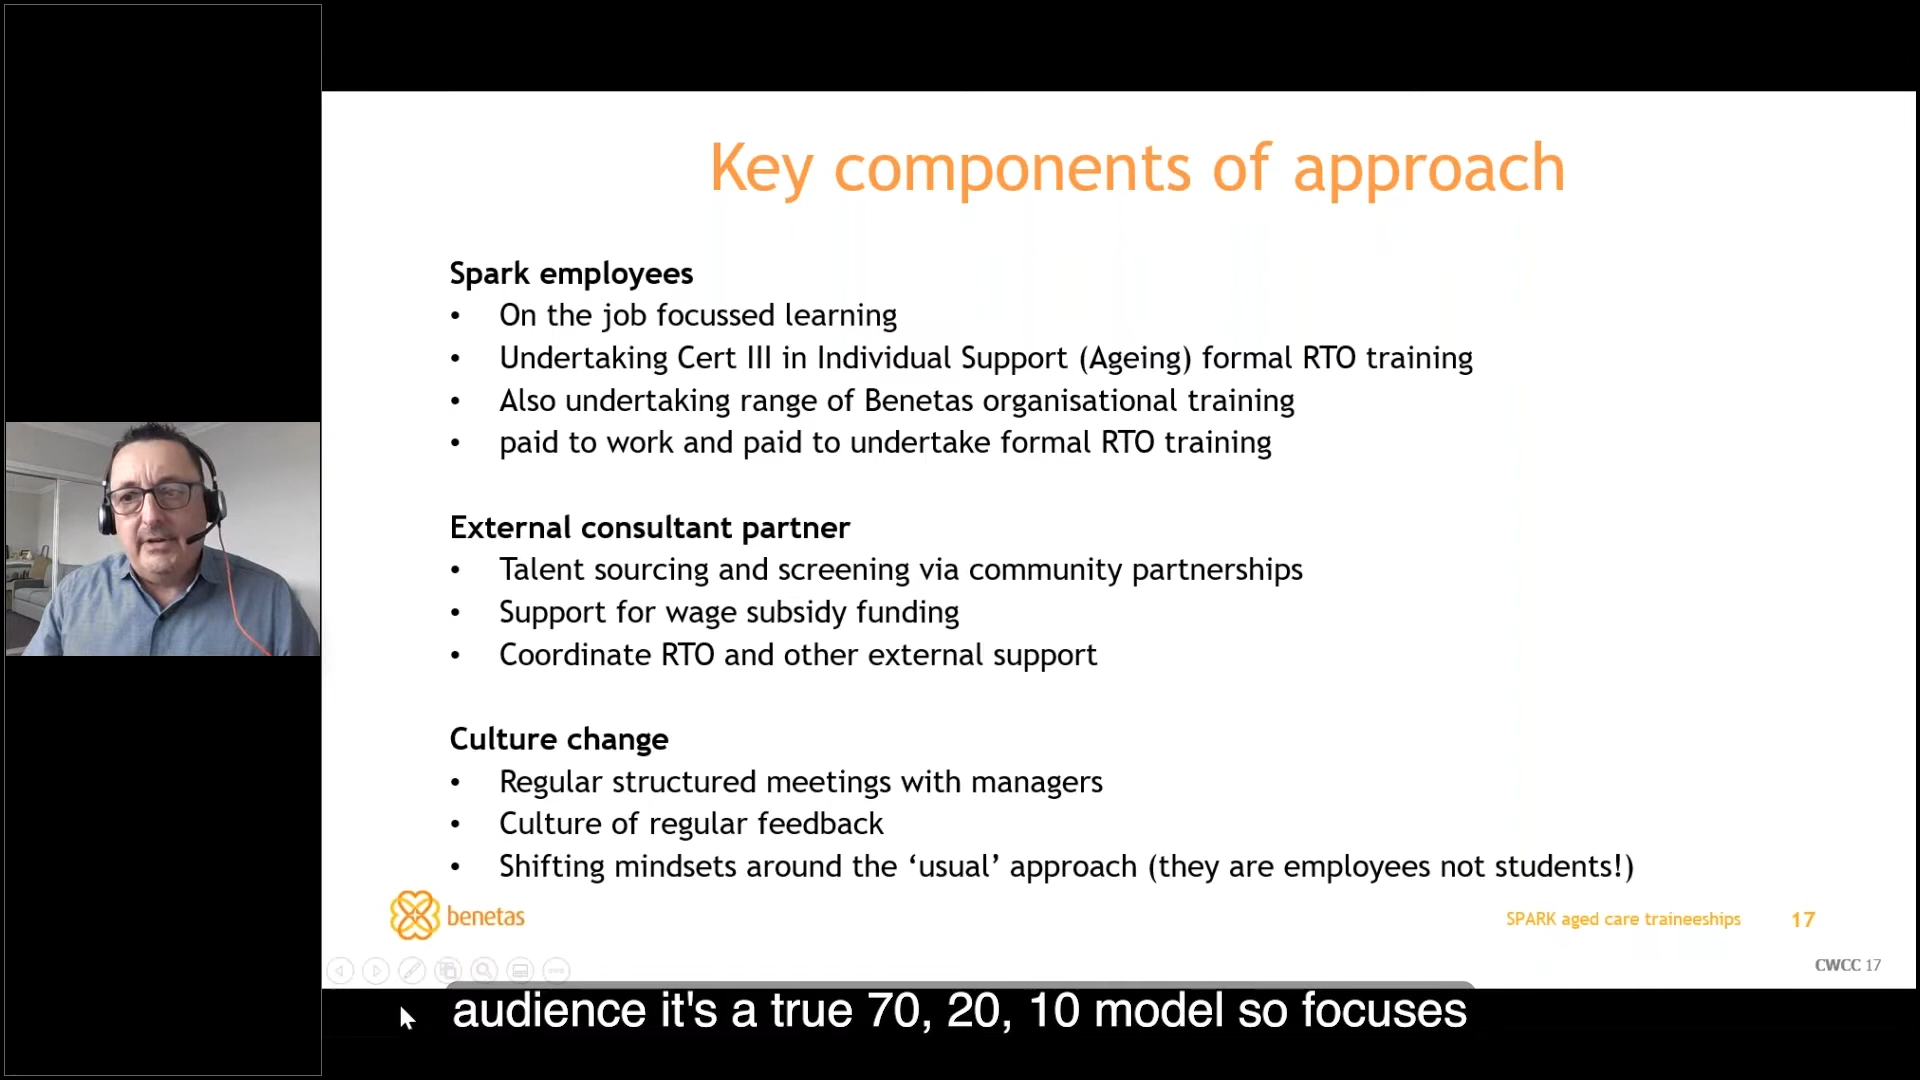 Key components of approach
Spark employees
• On the job focussed learning
• Undertaking Cert III in Individual Support (Ageing) formal RTO training
• Also undertaking range of Benetas organisational training
• paid to work and paid to undertake formal RTO training
External consultant partner
• Talent sourcing and screening via community partnerships
• Support for wage subsidy funding
• Coordinate RTO and other external support
Culture change
• Regular structured meetings with managers
• Culture of regular feedback
• Shifting mindsets around the ‘usual’ approach (they are employees not students!)
benetas
SPARK aged care traineeships 17
CWCC 17
audience it's a true 70, 20, 10 model so focuses